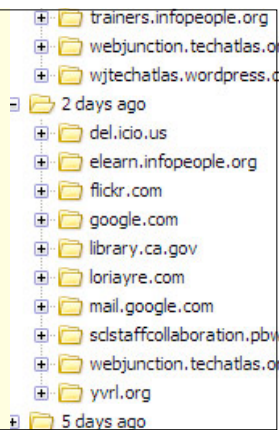 trainers.infopeople.org
webjunction.techatlas.o
wjtechatlas.wordpress.c
2 days ago
del.icio.us
elearn.infopeople.org
flickr.com
google.com
library.ca.gov
loriayre.com
mail.google.com
sclstaffcollaboration.pbw
webjunction.techatlas.o
yvrl.org
5 days ago